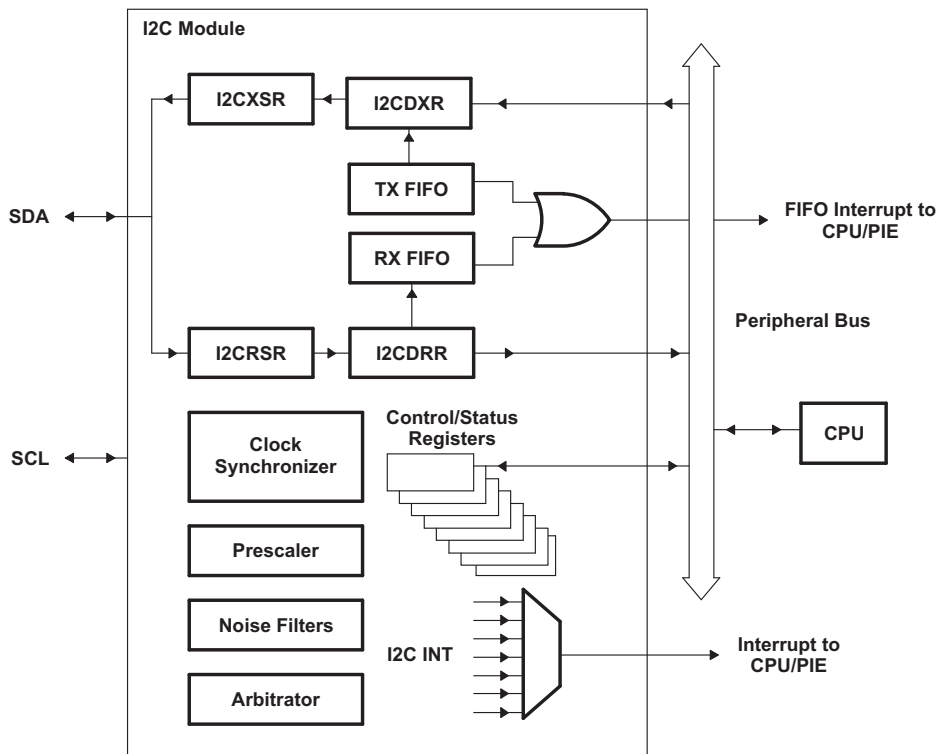 I2C Module
I2CXSR
I2CDXR
TX FIFO
SDA
FIFO Interrupt to
CPU/PIE
RX FIFO
Peripheral Bus
I2CRSR
I2CDRR
Control/Status
Registers
CPU
Clock
Synchronizer
SCL
Prescaler
Noise Filters
I2C INT
Interrupt to
CPU/PIE
Arbitrator